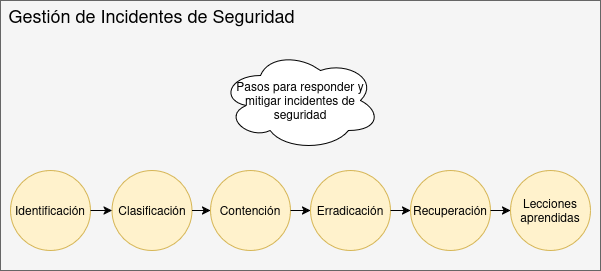 Gestión de Incidentes de Seguridad
Pasos para responder y
mitigar incidentes de
seguridad
Identificación
Clasificación
Contención
Erradicación
Recuperación
Lecciones
aprendidas